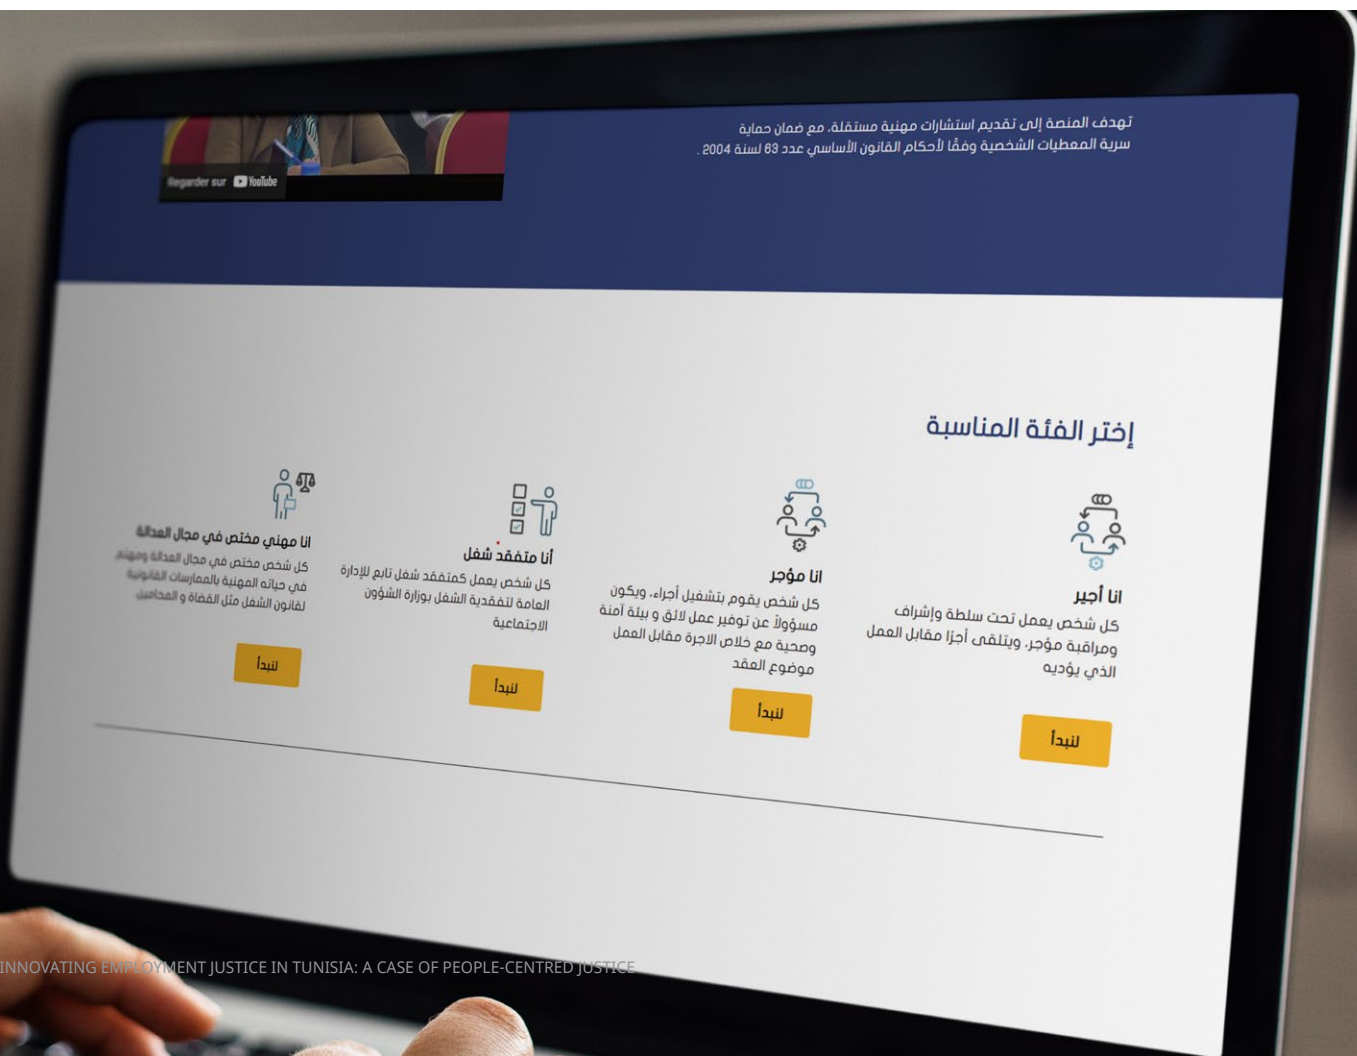 تهدف المنصة إلى تقديم استشارات مهنية مستقلة، مع ضمان حماية
سرية المعطيات الشخصية وفقًا لأحكام القانون الأساسي عدد 63 لسنة 2004 .
Regarder sur YouTube
إختر الفئة المناسبة
انا أجير
كل شخص يعمل تحت سلطة وإشراف
ومراقبة مؤجر، ويتلقى أجرًا مقابل العمل
الذي يؤديه
لنبدأ
انا مؤجر
كل شخص يقوم بتشغيل أجراء، ويكون
مسؤولاً عن توفير عمل لائق و بيئة آمنة
وصحية مع خلاص الاجرة مقابل العمل
موضوع العقد
لنبدأ
أنا متفقد شغل
كل شخص يعمل كمتفقد شغل تابع للإدارة
العامة لتفقدية الشغل بوزارة الشؤون
الاجتماعية
لنبدأ
انا مهني مختص في مجال العدالة
كل شخص مختص في مجال العدالة ومهتم
في حياته المهنية بالممارسات القانونية
لقانون الشغل مثل القضاة و المحامين.
لنبدأ
INNOVATING EMPLOYMENT JUSTICE IN TUNISIA: A CASE OF PEOPLE-CENTRED JUSTICE